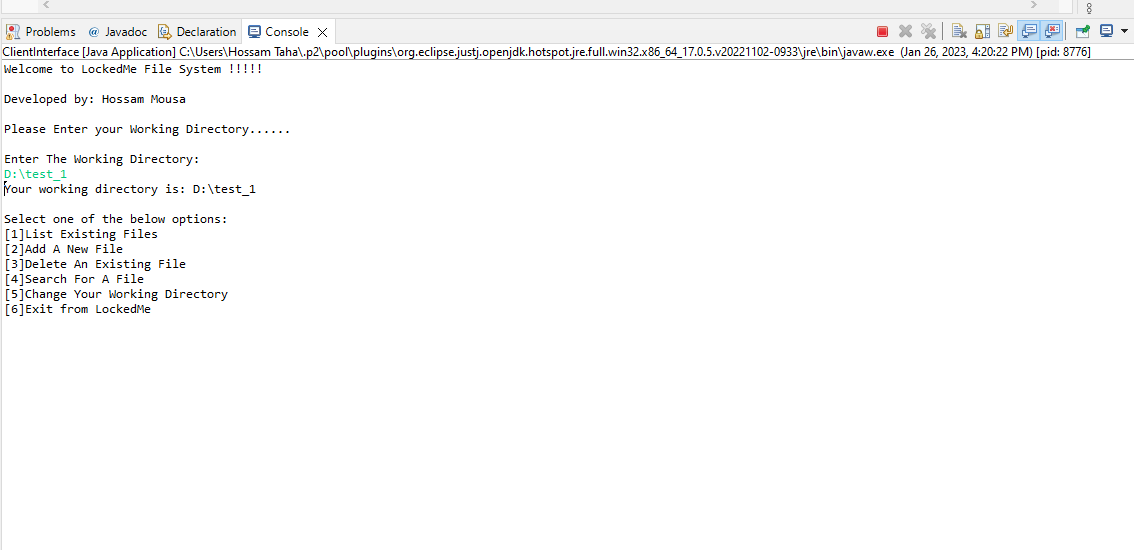 Problems @ Javadoc Declaration Console
ClientInterface [Java Application] C:\Users\Hossam Taha\.p2\pool\plugins\org.eclipse.justj.openjdk.hotspot.jre.full.win32.x86_64_17.0.5.v20221102-0933\jre\bin\javaw.exe (Jan 26, 2023, 4:20:22 PM) [pid: 8776]
Welcome to LockedMe File System !!!!!
Developed by: Hossam Mousa
Please Enter your Working Directory......
Enter The Working Directory:
D:\test_1
Your working directory is: D:\test_1
Select one of the below options:
[1]List Existing Files
[2]Add A New File
[3]Delete An Existing File
[4]Search For A File
[5]Change Your Working Directory
[6]Exit from LockedMe